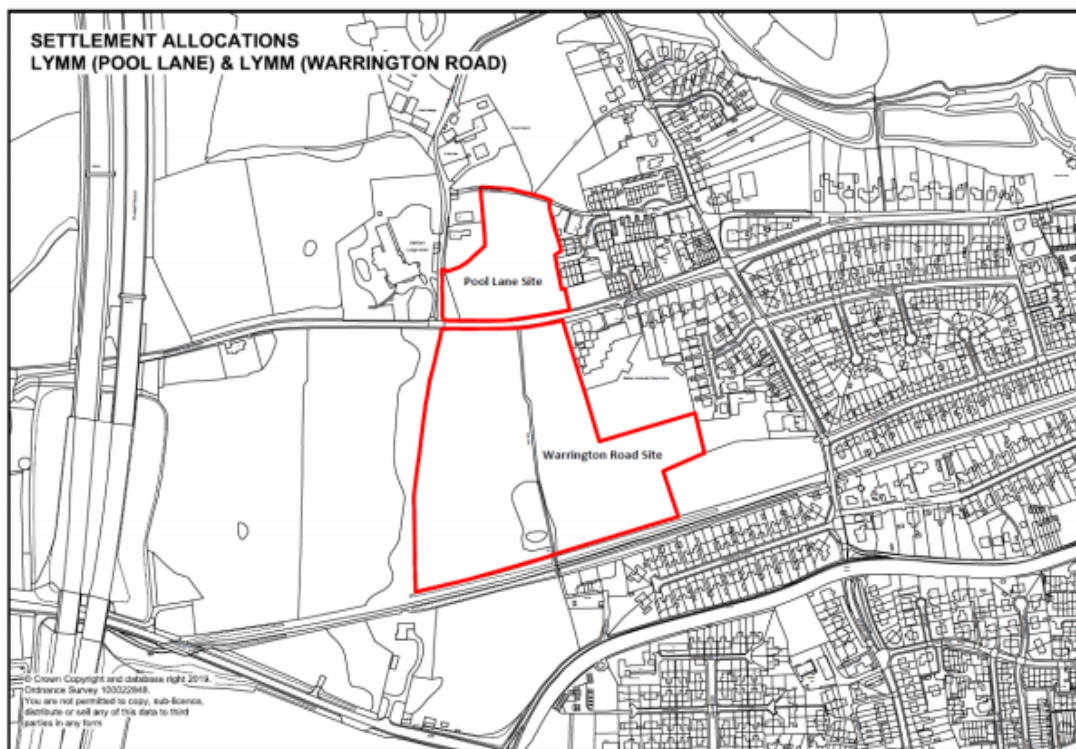 SETTLEMENT ALLOCATIONS
LYMM (POOL LANE) & LYMM (WARRINGTON ROAD)
Pool Lane Site
Warrington Road Site
© Crown Copyright and database right 2019.
Ordnance Survey 100022848.
You are not permitted to copy, sub-licence,
distribute or sell any of this data to third
parties in any form